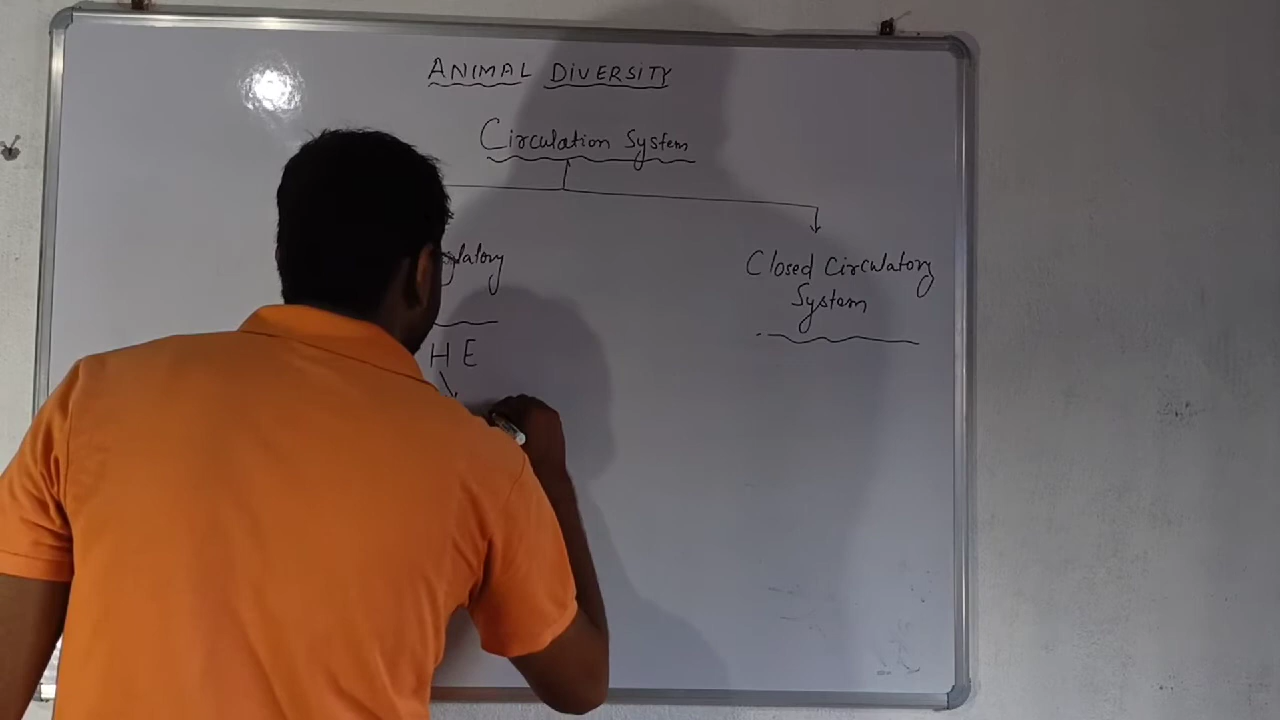 ANIMAL DIVERSITY
Circulation System
Closed Circulatory
System
H E